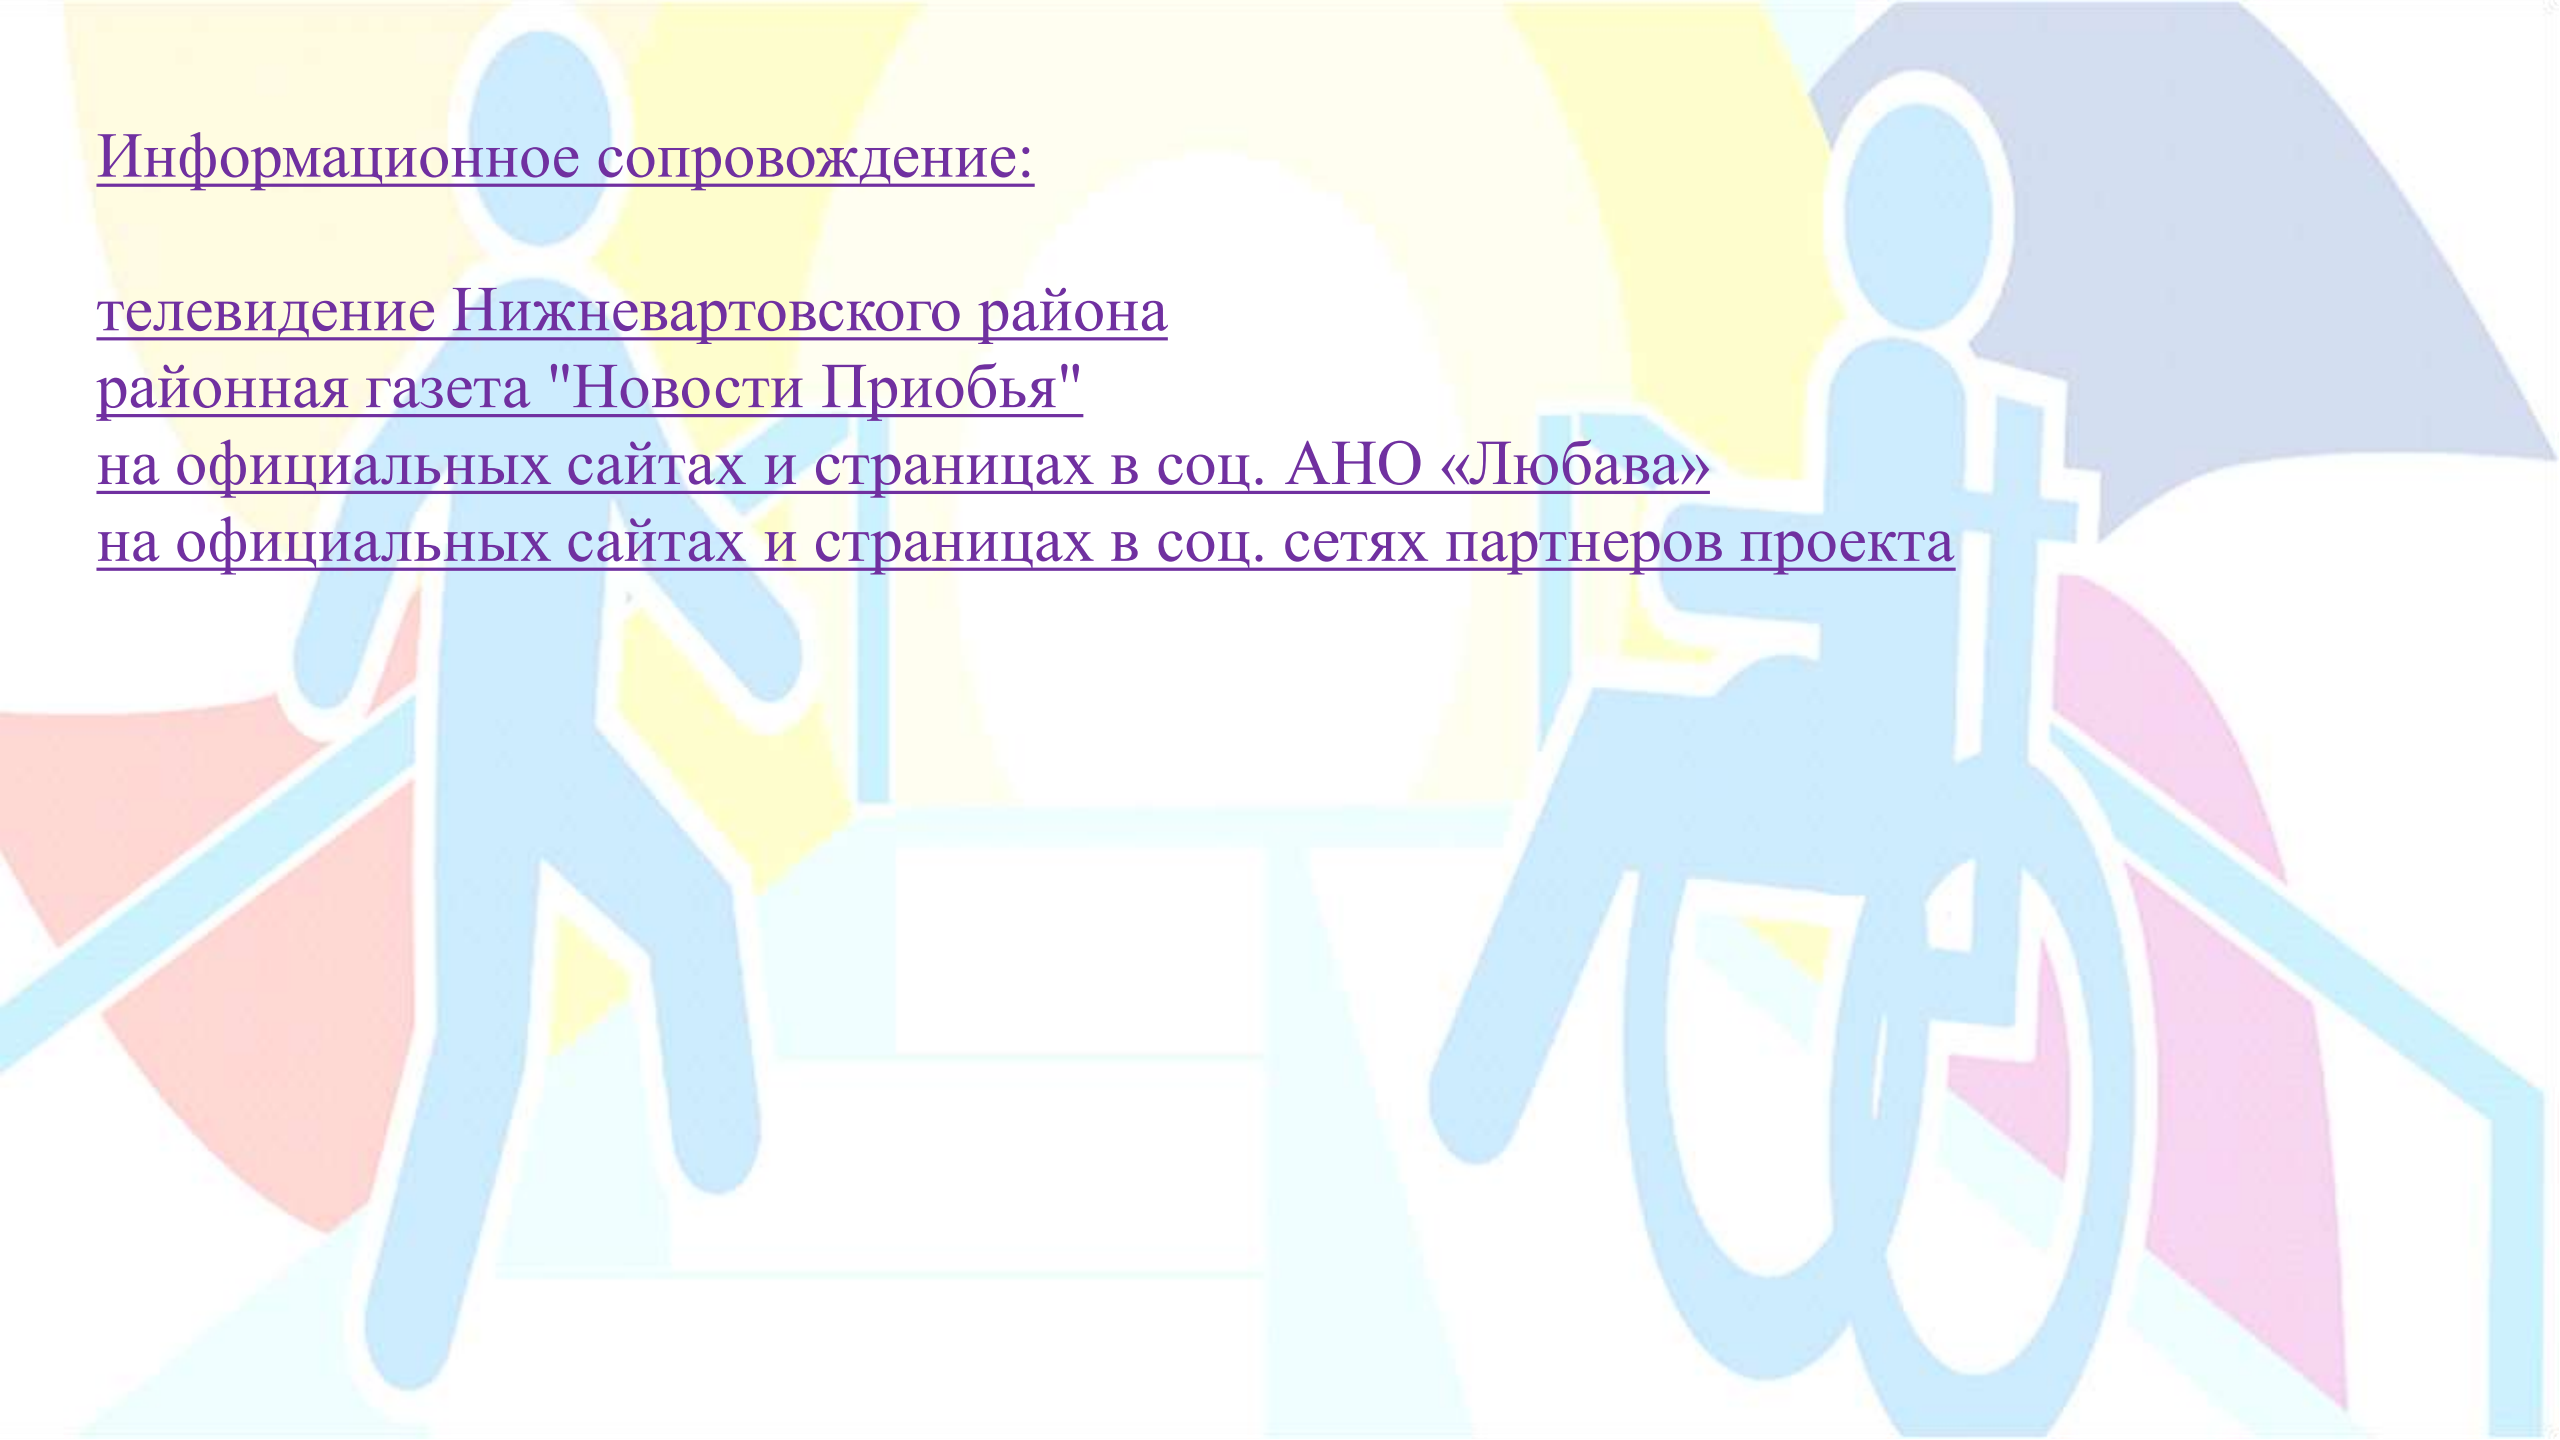 Информационное сопровождение:
телевидение Нижневартовского района
районная газета "Новости Приобья"
на официальных сайтах и страницах в соц. АНО «Любава»
на официальных сайтах и страницах в соц. сетях партнеров проекта